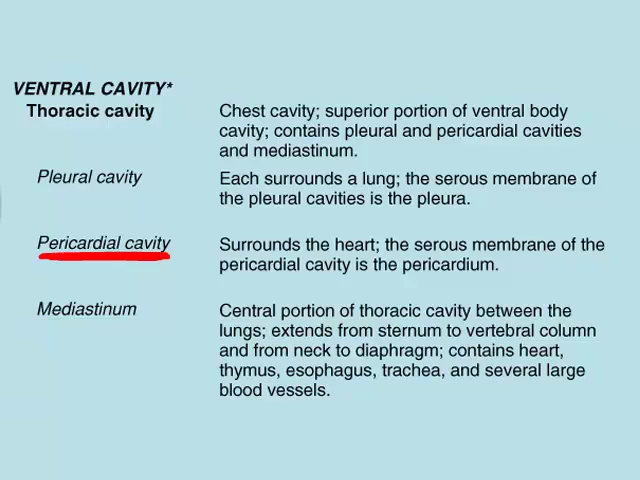 VENTRAL CAVITY*
Thoracic cavity Chest cavity; superior portion of ventral body
cavity; contains pleural and pericardial cavities
and mediastinum.
Pleural cavity Each surrounds a lung; the serous membrane of
the pleural cavities is the pleura.
Pericardial cavity Surrounds the heart; the serous membrane of the
pericardial cavity is the pericardium.
Mediastinum Central portion of thoracic cavity between the
lungs; extends from sternum to vertebral column
and from neck to diaphragm; contains heart,
thymus, esophagus, trachea, and several large
blood vessels.